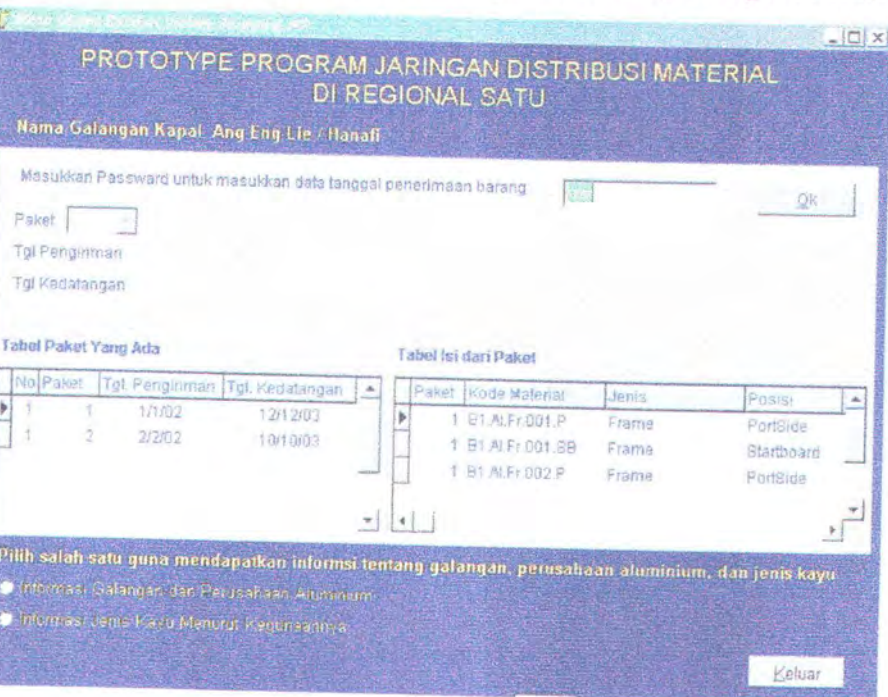 PROTOTYPE PROGRAM JARINGAN DISTRIBUSI MATERIAL
DI REGIONAL SATU
Nama Galangan Kapal Ang Eng Lie / Hanafi
Masukkan Passward untuk masukkan data tanggal penerimaan barang
OK
Paket
Tgl Pengiriman
Tgl Kedatangan
Tabel Paket Yang Ada
No Paket Tgl. Pengiriman Tgl. Kedatangan
1 1 1/1/02 12/12/03
1 2 2/2/02 10/10/03
Tabel Isi dari Paket
Paket Kode Material Jenis Posisi
1 B1.Al.Fr.001.P Frame PortSide
1 B1.Al.Fr.001.SB Frame Startboard
1 B1.Al.Fr.002.P Frame PortSide
Pilih salah satu guna mendapatkan informsi tentang galangan, perusahaan aluminium, dan jenis kayu
Informasi Galangan dan Perusahaan Aluminium
Informasi Jenis Kayu Menurut Kegunaannya
Keluar